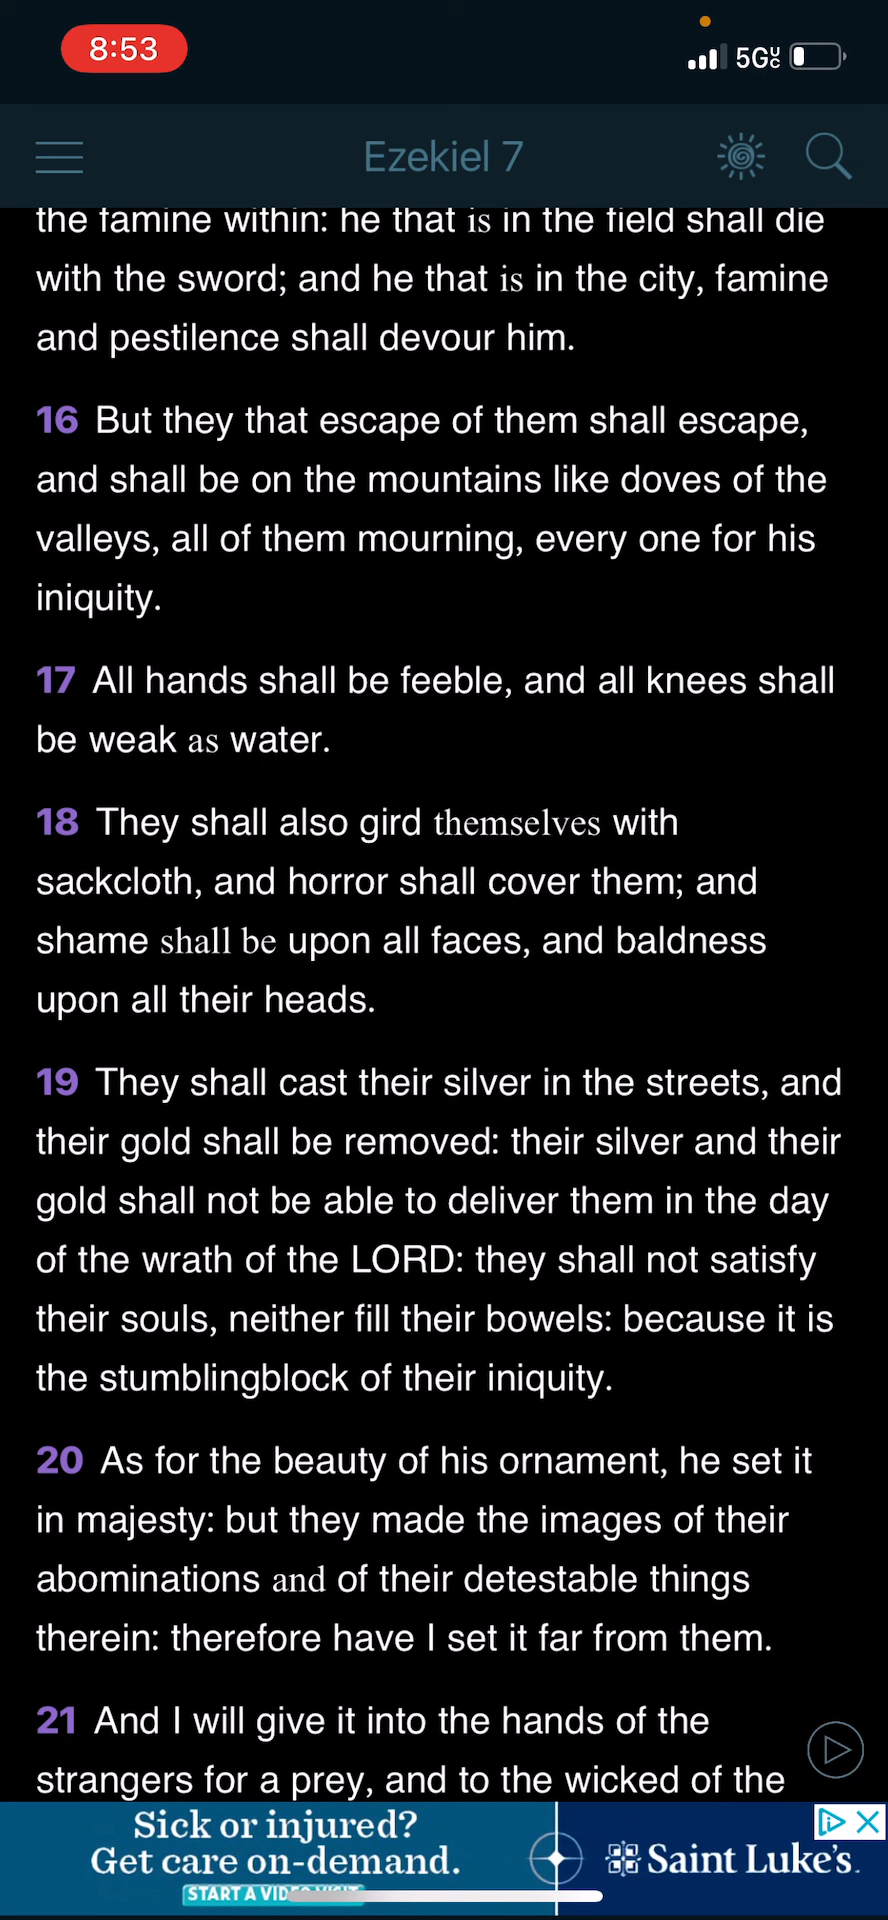 8:53
5G UC
Ezekiel 7
the famine within: he that is in the field shall die
with the sword; and he that is in the city, famine
and pestilence shall devour him.
16 But they that escape of them shall escape,
and shall be on the mountains like doves of the
valleys, all of them mourning, every one for his
iniquity.
17 All hands shall be feeble, and all knees shall
be weak as water.
18 They shall also gird themselves with
sackcloth, and horror shall cover them; and
shame shall be upon all faces, and baldness
upon all their heads.
19 They shall cast their silver in the streets, and
their gold shall be removed: their silver and their
gold shall not be able to deliver them in the day
of the wrath of the LORD: they shall not satisfy
their souls, neither fill their bowels: because it is
the stumblingblock of their iniquity.
20 As for the beauty of his ornament, he set it
in majesty: but they made the images of their
abominations and of their detestable things
therein: therefore have I set it far from them.
21 And I will give it into the hands of the
strangers for a prey, and to the wicked of the
Sick or injured?
Get care on-demand.
START A VIDEO VISIT
Saint Luke's.